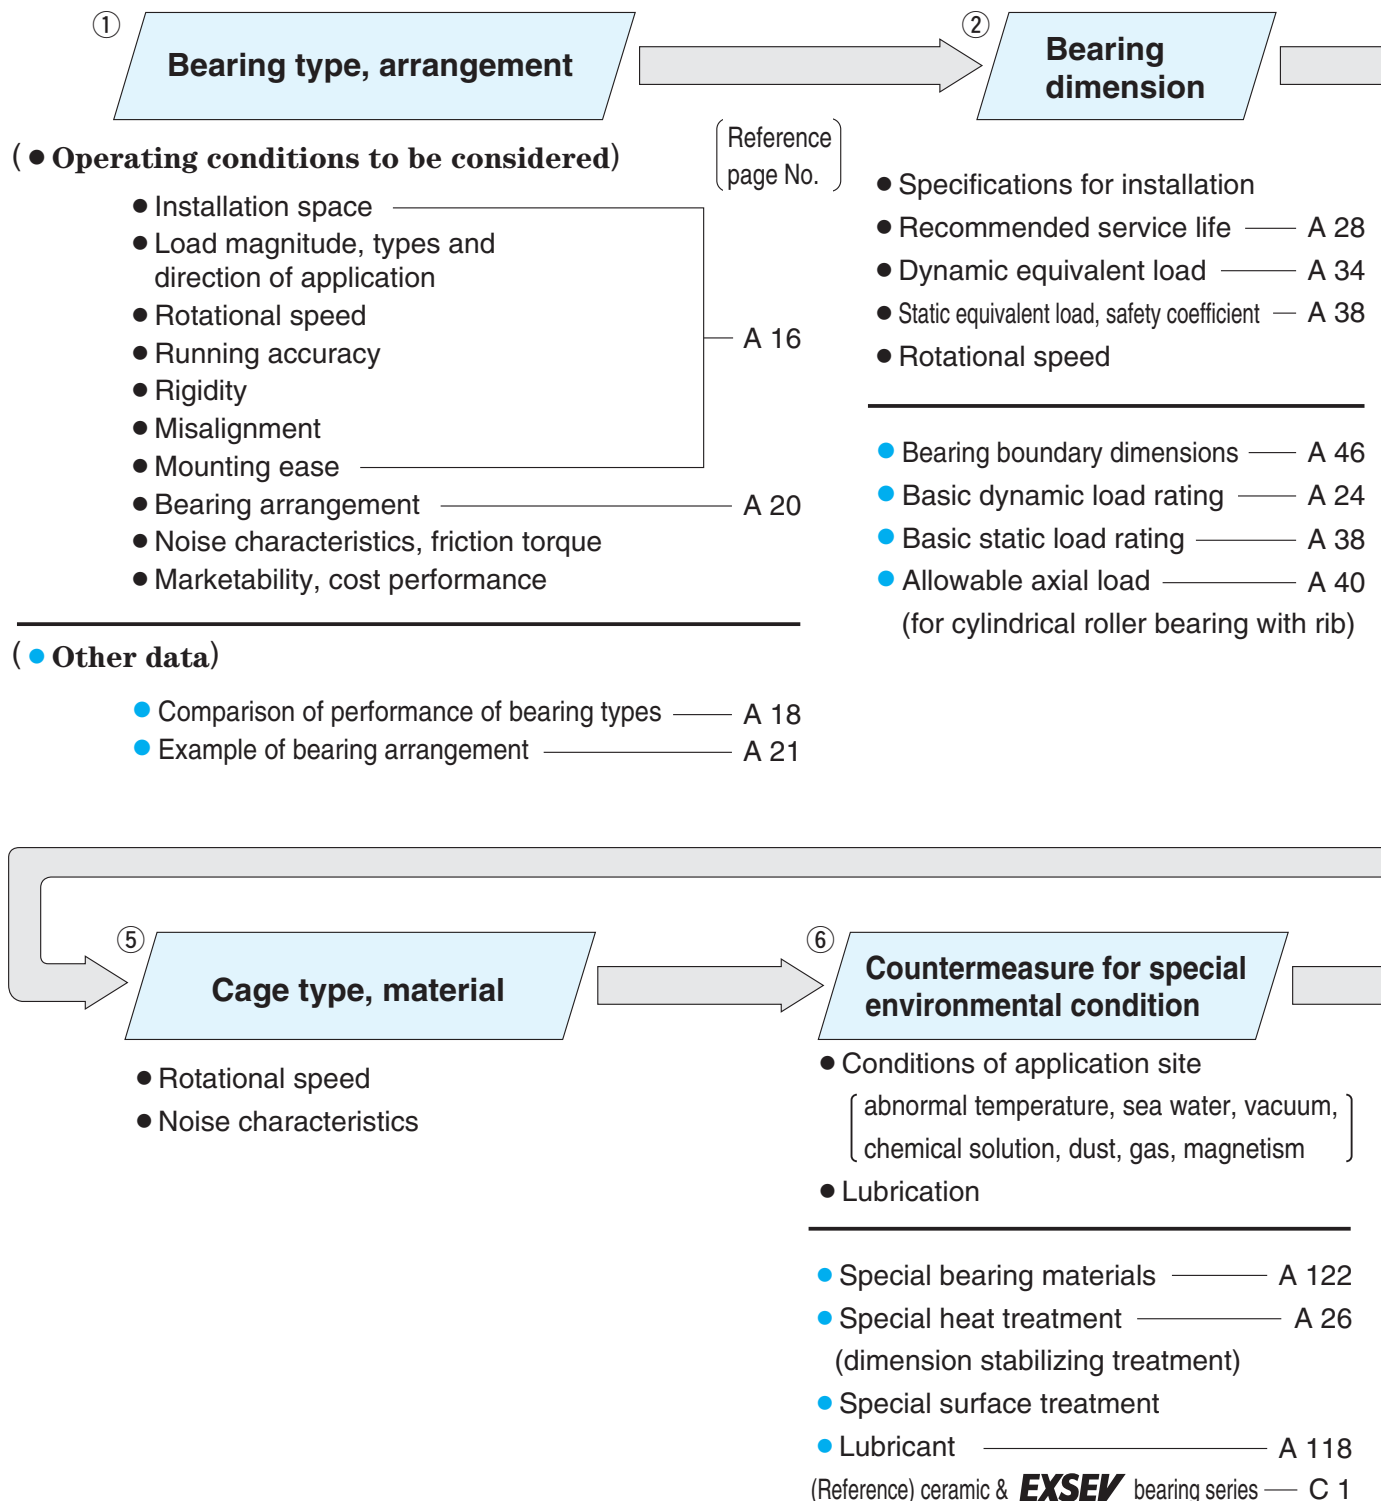 ① Bearing type, arrangement
(● Operating conditions to be considered)
Reference
page No.
● Installation space
● Load magnitude, types and
direction of application
● Rotational speed
● Running accuracy
● Rigidity
● Misalignment
● Mounting ease
A 16
● Bearing arrangement A 20
● Noise characteristics, friction torque
● Marketability, cost performance
(● Other data)
● Comparison of performance of bearing types A 18
● Example of bearing arrangement A 21
② Bearing
dimension
● Specifications for installation
● Recommended service life A 28
● Dynamic equivalent load A 34
● Static equivalent load, safety coefficient A 38
● Rotational speed
● Bearing boundary dimensions A 46
● Basic dynamic load rating A 24
● Basic static load rating A 38
● Allowable axial load A 40
(for cylindrical roller bearing with rib)
⑤ Cage type, material
● Rotational speed
● Noise characteristics
⑥ Countermeasure for special
environmental condition
● Conditions of application site
abnormal temperature, sea water, vacuum,
chemical solution, dust, gas, magnetism
● Lubrication
● Special bearing materials A 122
● Special heat treatment A 26
(dimension stabilizing treatment)
● Special surface treatment
● Lubricant A 118
(Reference) ceramic & EXSEV bearing series C 1